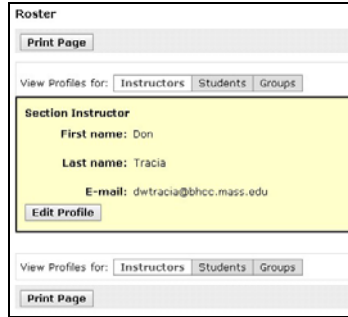 Roster
Print Page
View Profiles for: Instructors Students Groups
Section Instructor
First name: Don
Last name: Tracia
E-mail: dwtracia@bhcc.mass.edu
Edit Profile
View Profiles for: Instructors Students Groups
Print Page